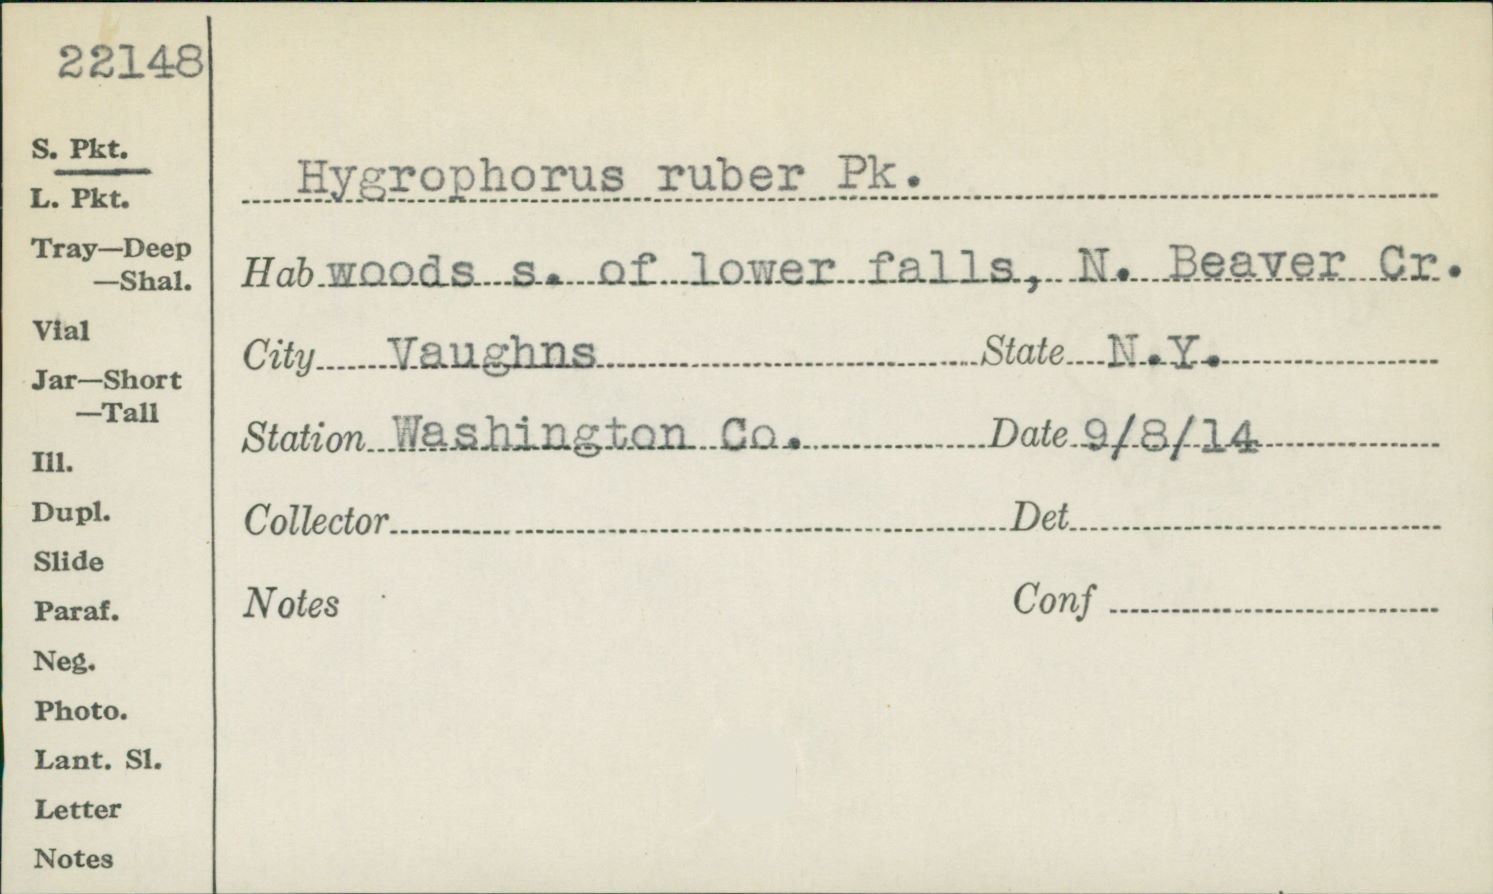 22148
S. Pkt.
L. Pkt.
Tray—Deep
—Shal.
Vial
Jar—Short
—Tall
Ill.
Dupl.
Slide
Paraf.
Neg.
Photo.
Lant. Sl.
Letter
Notes
Hygrophorus ruber Pk.
Hab woods s. of lower falls, N. Beaver Cr.
City Vaughns State N.Y.
Station Washington Co. Date 9/8/14
Collector Det
Notes Conf